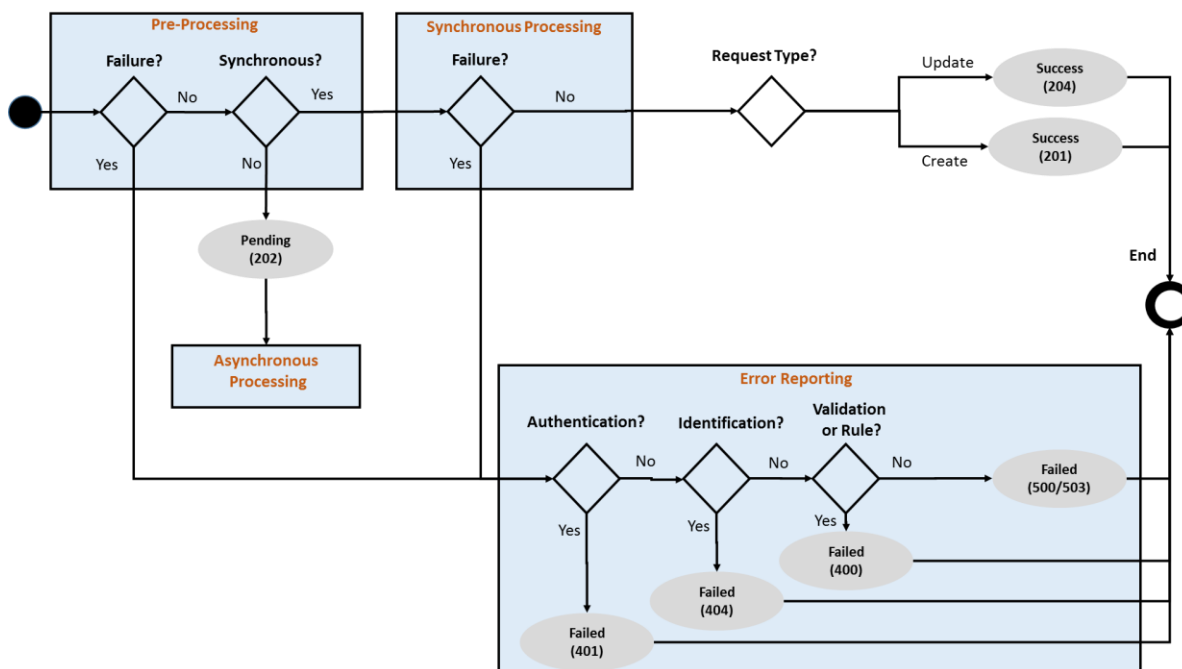 Pre-Processing
Synchronous Processing
Failure?
Synchronous?
Failure?
Request Type?
Update
Success
(204)
No
Yes
No
Yes
No
Yes
Create
Success
(201)
Pending
(202)
End
Asynchronous
Processing
Error Reporting
Authentication?
Identification?
Validation
or Rule?
No
No
No
Failed
(500/503)
Yes
Yes
Yes
Failed
(400)
Failed
(404)
Failed
(401)